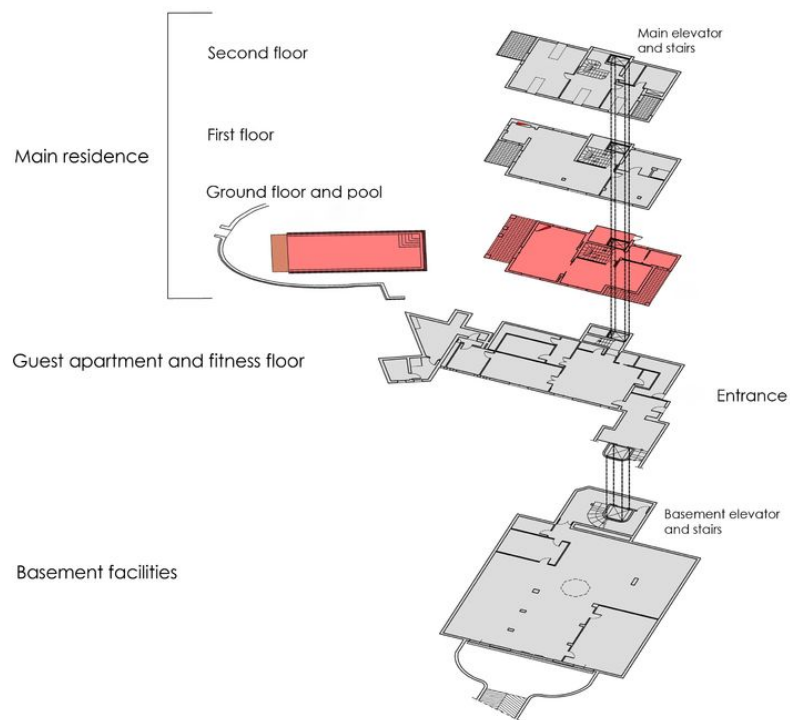 Main elevator
and stairs
Second floor
First floor
Main residence
Ground floor and pool
Guest apartment and fitness floor
Entrance
Basement elevator
and stairs
Basement facilities